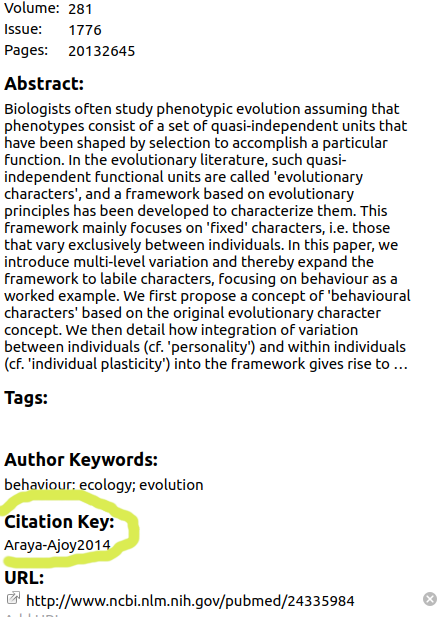 Volume: 281
Issue: 1776
Pages: 20132645
Abstract:
Biologists often study phenotypic evolution assuming that
phenotypes consist of a set of quasi-independent units that
have been shaped by selection to accomplish a particular
function. In the evolutionary literature, such quasi-
independent functional units are called 'evolutionary
characters', and a framework based on evolutionary
principles has been developed to characterize them. This
framework mainly focuses on 'fixed' characters, i.e. those
that vary exclusively between individuals. In this paper, we
introduce multi-level variation and thereby expand the
framework to labile characters, focusing on behaviour as a
worked example. We first propose a concept of 'behavioural
characters' based on the original evolutionary character
concept. We then detail how integration of variation
between individuals (cf. 'personality') and within individuals
(cf. 'individual plasticity') into the framework gives rise to …
Tags:
Author Keywords:
behaviour; ecology; evolution
Citation Key:
Araya-Ajoy2014
URL:
http://www.ncbi.nlm.nih.gov/pubmed/24335984